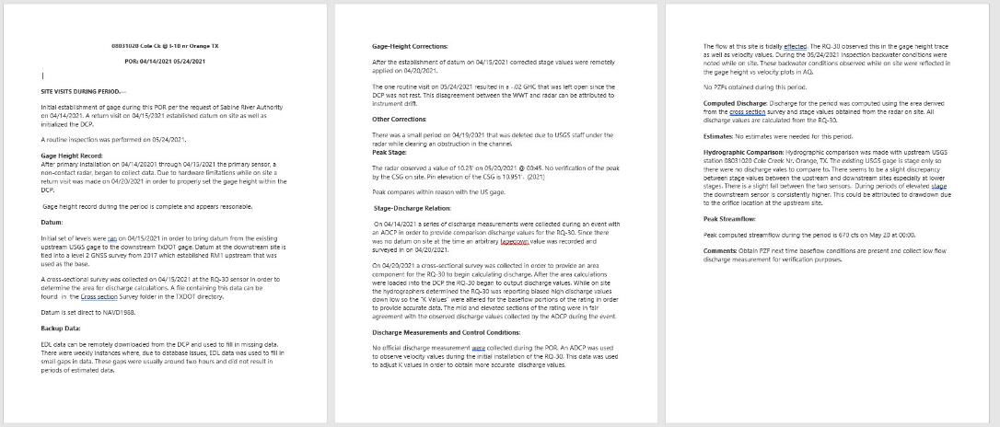 08031020 Cole Ck @ I-10 nr Orange TX
POR: 04/14/2021 05/24/2021
SITE VISITS DURING PERIOD.—
Initial establishment of gage during this POR per the request of Sabine River Authority
on 04/14/2021. A return visit on 04/15/2021 established datum on site as well as
initialized the DCP.
A routine inspection was performed on 05/24/2021.
Gage Height Record:
After primary installation on 04/14/20201 through 04/15/2021 the primary sensor, a
non-contact radar, began to collect data. Due to hardware limitations while on site a
return visit was made on 04/20/2021 in order to properly set the gage height within the
DCP.
Gage height record during the period is complete and appears reasonable.
Datum:
Initial set of levels were ran on 04/15/2021 in order to bring datum from the existing
upstream USGS gage to the downstream TxDOT gage. Datum at the downstream site is
tied into a level 2 GNSS survey from 2017 which established RM1 upstream that was
used as the base.
A cross-sectional survey was collected on 04/15/2021 at the RQ-30 sensor in order to
determine the area for discharge calculations. A file containing this data can be
found in the Cross section Survey folder in the TXDOT directory.
Datum is set direct to NAVD1988.
Backup Data:
EDL data can be remotely downloaded from the DCP and used to fill in missing data.
There were weekly instances where, due to database issues, EDL data was used to fill in
small gaps in data. These gaps were usually around two hours and did not result in
periods of estimated data.
Gage-Height Corrections:
After the establishment of datum on 04/15/2021 corrected stage values were remotely
applied on 04/20/2021.
The one routine visit on 05/24/2021 resulted in a -.02 GHC that was left open since the
DCP was not rest. This disagreement between the WWT and radar can be attributed to
instrument drift.
Other Corrections:
There was a small period on 04/19/2021 that was deleted due to USGS staff under the
radar while clearing an obstruction in the channel.
Peak Stage:
The radar observed a value of 10.23' on 05/20/2021 @ 00:45. No verification of the peak
by the CSG on site. Pin elevation of the CSG is 10.951'. (2021)
Peak compares within reason with the US gage.
Stage-Discharge Relation:
On 04/14/2021 a series of discharge measurements were collected during an event with
an ADCP in order to provide comparison discharge values for the RQ-30. Since there
was no datum on site at the time an arbitrary tapedown value was recorded and
surveyed in on 04/20/2021.
On 04/20/2021 a cross-sectional survey was collected in order to provide an area
component for the RQ-30 to begin calculating discharge. After the area calculations
were loaded into the DCP the RQ-30 began to output discharge values. While on site
the hydrographers determined the RQ-30 was reporting biased high discharge values
down low so the "K Values" were altered for the baseflow portions of the rating in order
to provide accurate data. The mid and elevated sections of the rating were in fair
agreement with the observed discharge values collected by the ADCP during the event.
Discharge Measurements and Control Conditions:
No official discharge measurement were collected during the POR. An ADCP was used
to observe velocity values during the initial installation of the RQ-30. This data was used
to adjust K values in order to obtain more accurate discharge values.
The flow at this site is tidally effected. The RQ-30 observed this in the gage height trace
as well as velocity values. During the 05/24/2021 inspection backwater conditions were
noted while on site. These backwater conditions observed while on site were reflected in
the gage height vs velocity plots in AQ.
No PZFs obtained during this period.
Computed Discharge: Discharge for the period was computed using the area derived
from the cross section survey and stage values obtained from the radar on site. All
discharge values are calculated from the RQ-30.
Estimates: No estimates were needed for this period.
Hydrographic Comparison: Hydrographic comparison was made with upstream USGS
station 08031020 Cole Creek Nr. Orange, TX. The existing USGS gage is stage only so
there were no discharge vales to compare to. There seems to be a slight discrepancy
between stage values between the upstream and downstream sites especially at lower
stages. There is a slight fall between the two sensors. During periods of elevated stage
the downstream sensor is consistently higher. This could be attributed to drawdown due
to the orifice location at the upstream site.
Peak Streamflow:
Peak computed streamflow during the period is 670 cfs on May 20 at 00:00.
Comments: Obtain PZF next time baseflow conditions are present and collect low flow
discharge measurement for verification purposes.